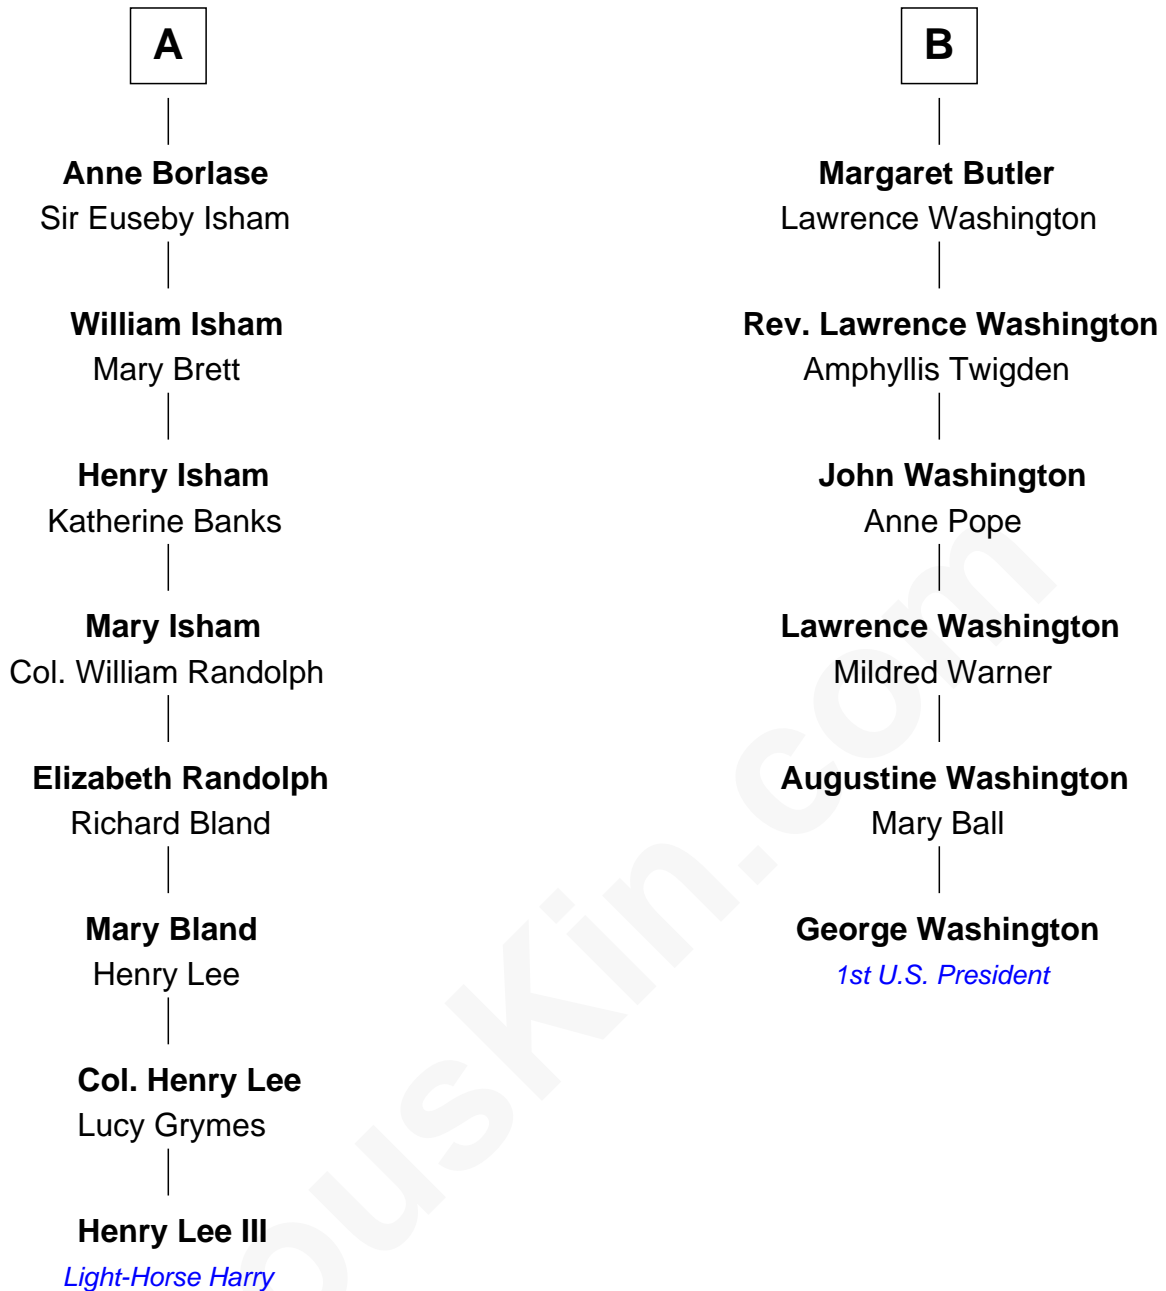 A
Anne Borlase
Sir Euseby Isham
William Isham
Mary Brett
Henry Isham
Katherine Banks
Mary Isham
Col. William Randolph
Elizabeth Randolph
Richard Bland
Mary Bland
Henry Lee
Col. Henry Lee
Lucy Grymes
Henry Lee III
Light-Horse Harry
B
Margaret Butler
Lawrence Washington
Rev. Lawrence Washington
Amphyllis Twigden
John Washington
Anne Pope
Lawrence Washington
Mildred Warner
Augustine Washington
Mary Ball
George Washington
1st U.S. President
ousKin.com